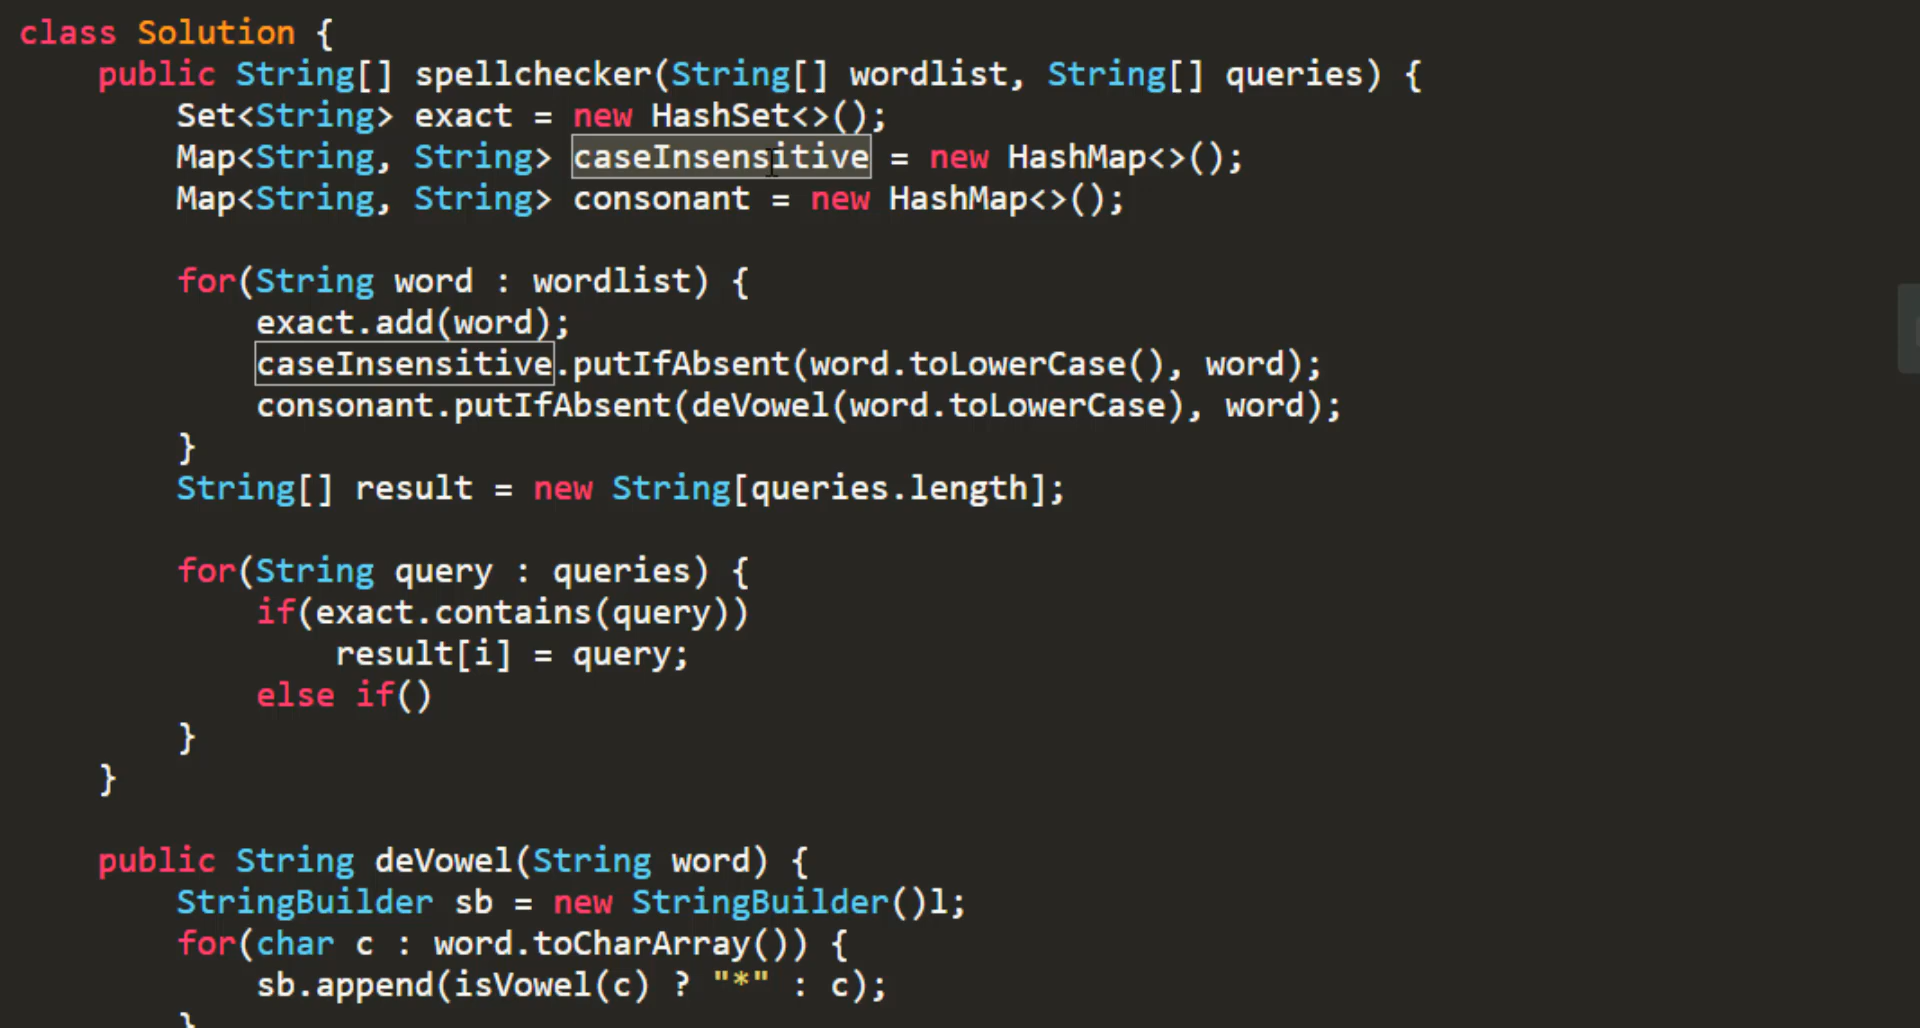 class Solution {
public String[] spellchecker(String[] wordlist, String[] queries) {
Set<String> exact = new HashSet<>();
Map<String, String> caseInsensitive = new HashMap<>();
Map<String, String> consonant = new HashMap<>();
for(String word : wordlist) {
exact.add(word);
caseInsensitive.putIfAbsent(word.toLowerCase(), word);
consonant.putIfAbsent(deVowel(word.toLowerCase), word);
}
String[] result = new String[queries.length];
for(String query : queries) {
if(exact.contains(query))
result[i] = query;
else if()
}
}
public String deVowel(String word) {
StringBuilder sb = new StringBuilder()l;
for(char c : word.toCharArray()) {
sb.append(isVowel(c) ? "*" : c);
}